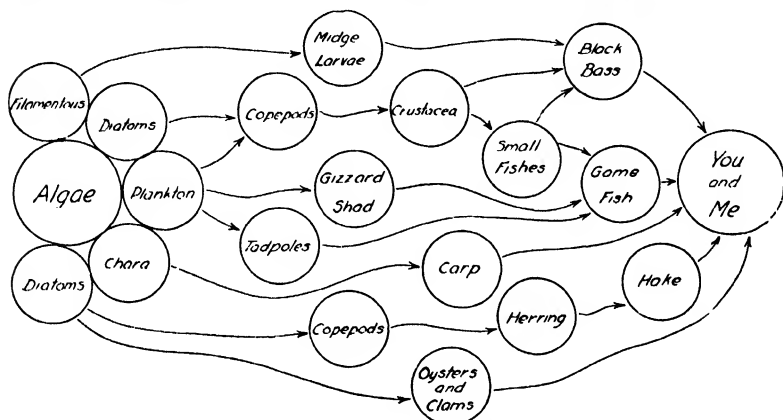 Midge
Larvae
Black
Bass
Filamentous
Diatoms
Copepods
Crustacea
Small
Fishes
You
and
Me
Algae
Plankton
Gizzard
Shad
Game
Fish
Tadpoles
Chara
Carp
Diatoms
Hake
Copepods
Herring
Oysters
and
Clams